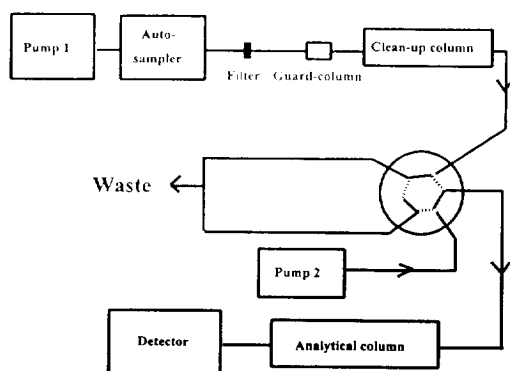 Pump 1
Auto-
sampler
Filter
Guard-column
Clean-up column
Waste
Pump 2
Detector
Analytical column